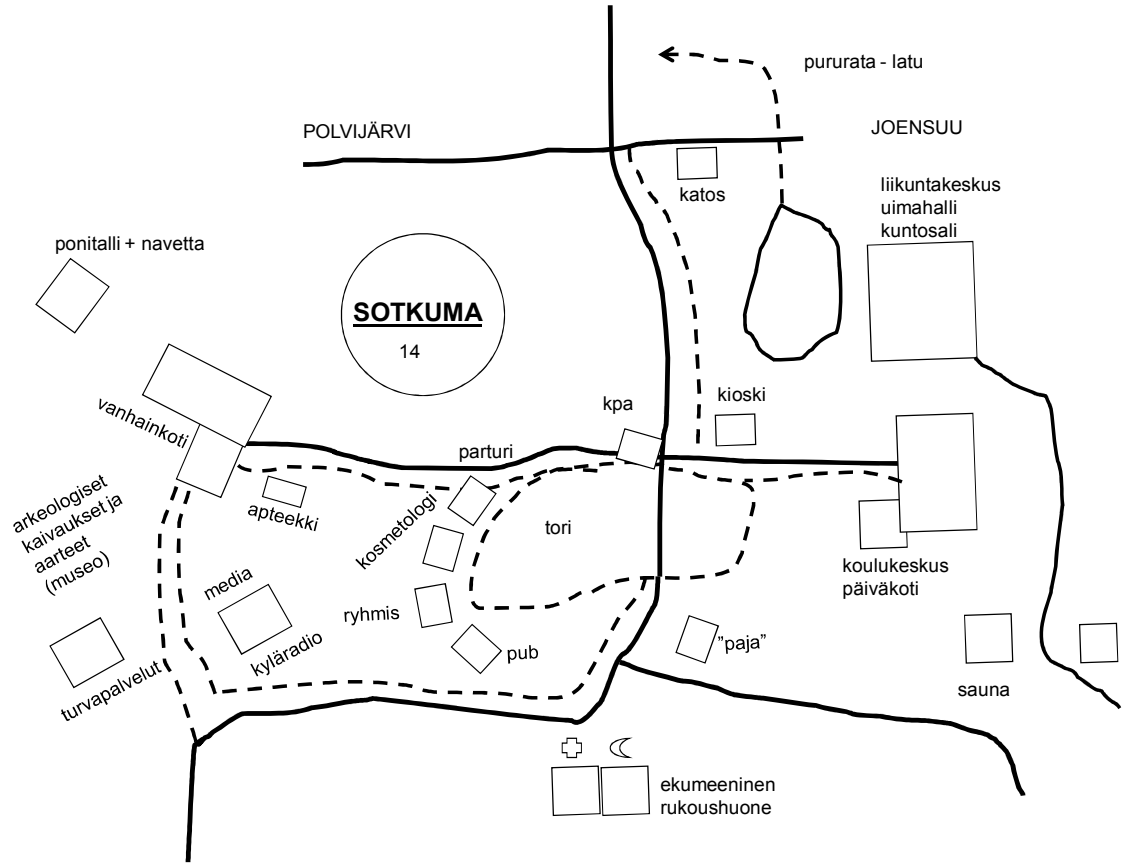 pururata - latu
POLVIJÄRVI
JOENSUU
katos
liikuntakeskus
uimahalli
kuntosali
ponitalli + navetta
SOTKUMA
14
vanhainkoti
parturi
kpa
kioski
arkeologiset
kaivaukset ja
aarteet
(museo)
apteekki
kosmetologi
tori
koulukeskus
päiväkoti
media
kyläradio
ryhmis
pub
"paja"
turvapalvelut
sauna
ekumeeninen
rukoushuone